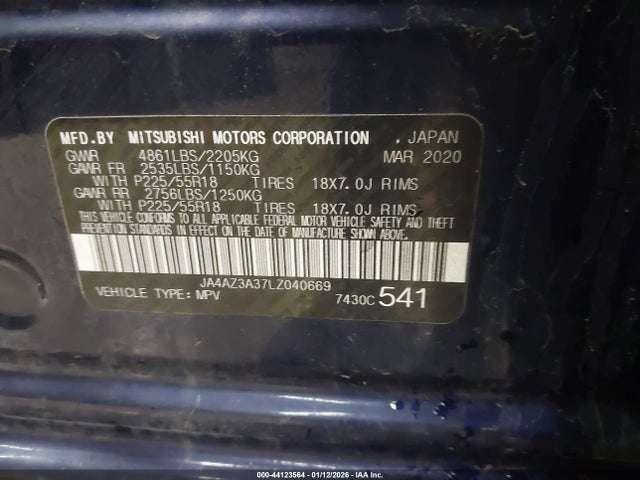 MFD.BY MITSUBISHI MOTORS CORPORATION , JAPAN
GVWR 4861LBS/2205KG MAR 2020
GAWR FR 2535LBS/1150KG
WITH P225/55R18 TIRES 18X7.0J RIMS
GAWR RR 2756LBS/1250KG
WITH P225/55R18 TIRES 18X7.0J RIMS
THIS VEHICLE CONFORMS TO ALL APPLICABLE FEDERAL MOTOR VEHICLE SAFETY AND THEFT
PREVENTION STANDARDS IN EFFECT ON THE DATE OF MANUFACTURE SHOWN ABOVE.
JA4AZ3A37LZ040669
VEHICLE TYPE: MPV 7430C 541
000-44123564 - 01/12/2026 - IAA Inc.